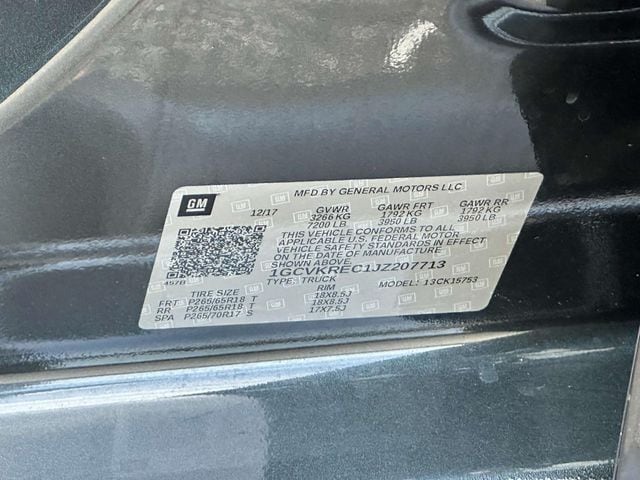 GM
MFD BY GENERAL MOTORS LLC
12/17 GVWR GAWR FRT GAWR RR
3266 KG 1792 KG 1792 KG
7200 LB 3950 LB 3950 LB
THIS VEHICLE CONFORMS TO ALL
APPLICABLE U.S. FEDERAL MOTOR
VEHICLE SAFETY STANDARDS IN EFFECT
ON THE DATE OF MANUFACTURE
SHOWN ABOVE.
1GCVKREC1JZ207713
TYPE: TRUCK MODEL: 13CK15753
TIRE SIZE RIM
FRT P265/65R18 T 18X8.5J
RR P265/65R18 T 18X8.5J
SPA P265/70R17 S 17X7.5J